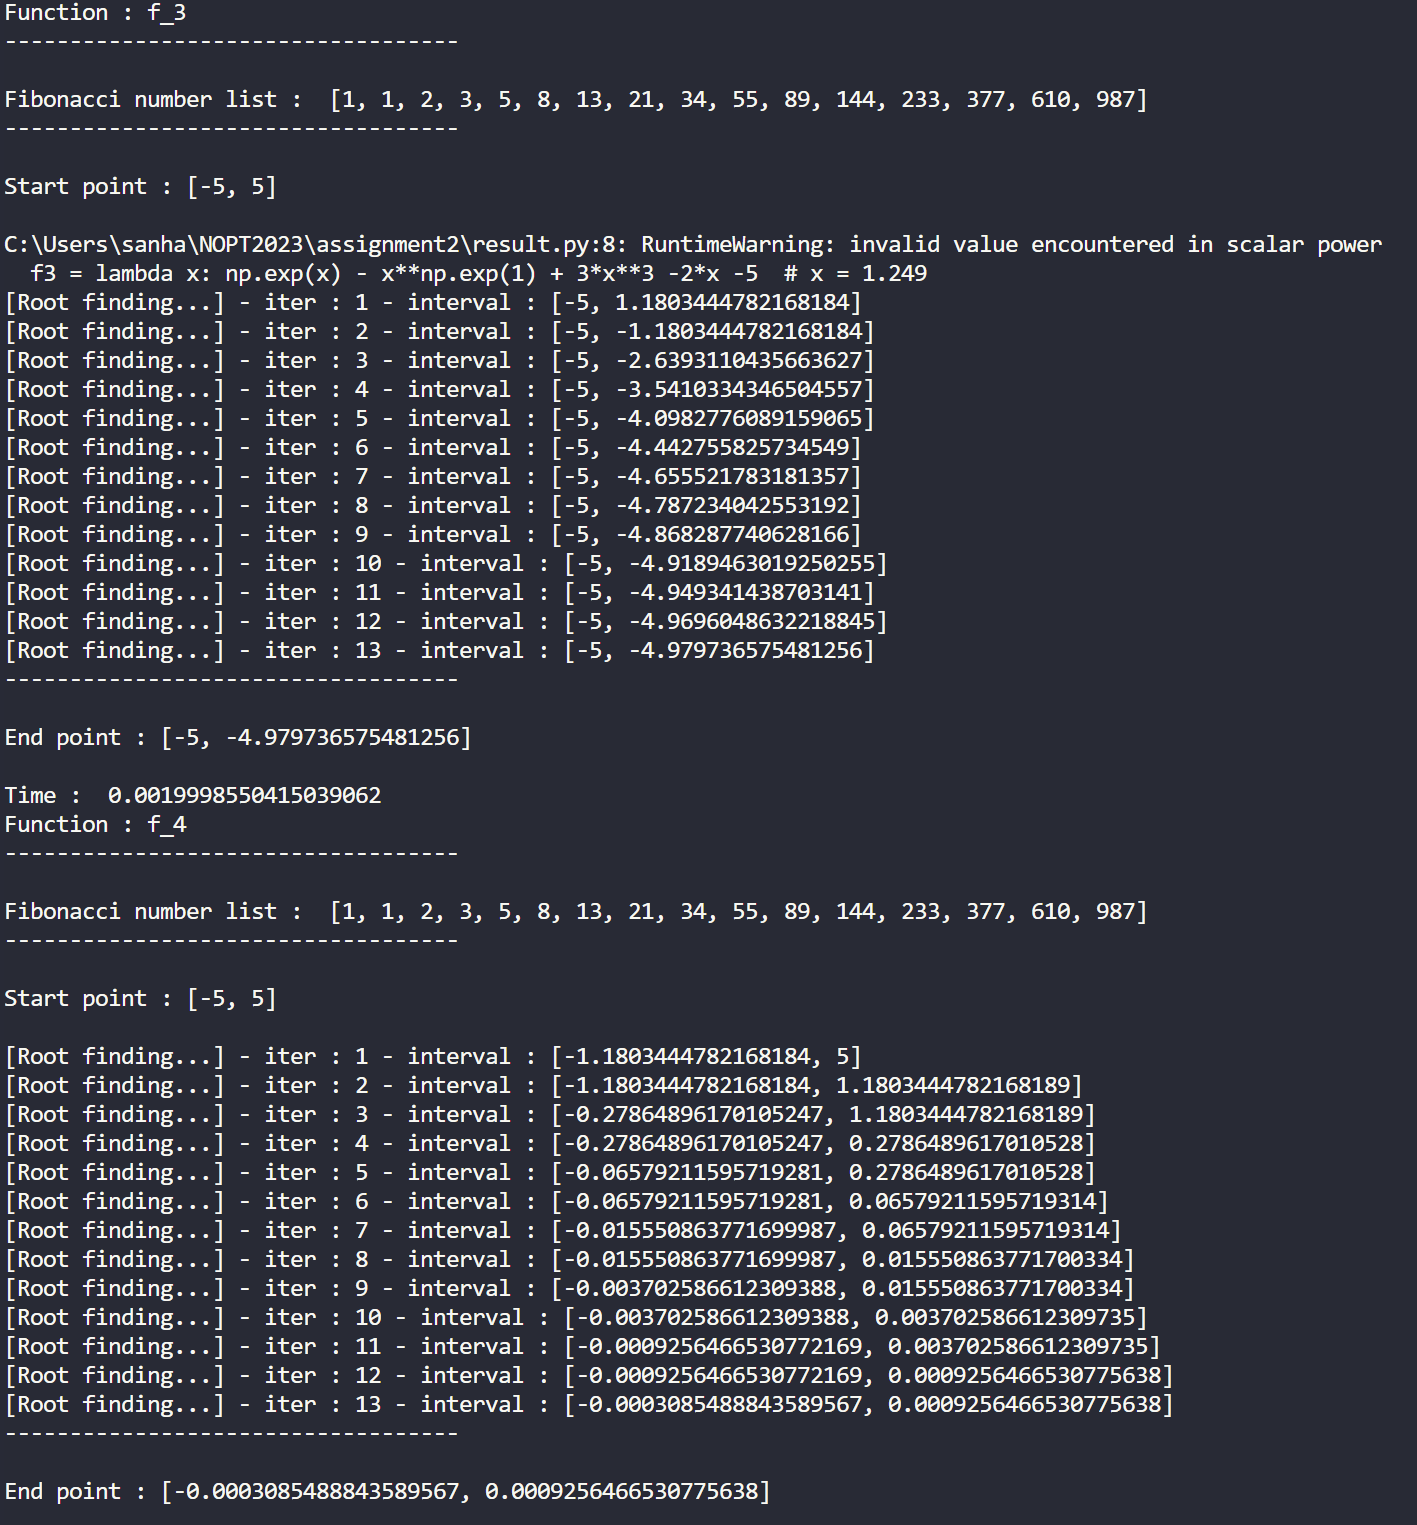 Function : f_3
-----------------------------------
Fibonacci number list :  [1, 1, 2, 3, 5, 8, 13, 21, 34, 55, 89, 144, 233, 377, 610, 987]
-----------------------------------
Start point : [-5, 5]
C:\Users\sanha\NOPT2023\assignment2\result.py:8: RuntimeWarning: invalid value encountered in scalar power
  f3 = lambda x: np.exp(x) - x**np.exp(1) + 3*x**3 -2*x -5  # x = 1.249
[Root finding...] - iter : 1 - interval : [-5, 1.1803444782168184]
[Root finding...] - iter : 2 - interval : [-5, -1.1803444782168184]
[Root finding...] - iter : 3 - interval : [-5, -2.6393110435663627]
[Root finding...] - iter : 4 - interval : [-5, -3.5410334346504557]
[Root finding...] - iter : 5 - interval : [-5, -4.0982776089159065]
[Root finding...] - iter : 6 - interval : [-5, -4.442755825734549]
[Root finding...] - iter : 7 - interval : [-5, -4.655521783181357]
[Root finding...] - iter : 8 - interval : [-5, -4.787234042553192]
[Root finding...] - iter : 9 - interval : [-5, -4.868287740628166]
[Root finding...] - iter : 10 - interval : [-5, -4.9189463019250255]
[Root finding...] - iter : 11 - interval : [-5, -4.949341438703141]
[Root finding...] - iter : 12 - interval : [-5, -4.9696048632218845]
[Root finding...] - iter : 13 - interval : [-5, -4.979736575481256]
-----------------------------------
End point : [-5, -4.979736575481256]
Time :  0.0019998550415039062
Function : f_4
-----------------------------------
Fibonacci number list :  [1, 1, 2, 3, 5, 8, 13, 21, 34, 55, 89, 144, 233, 377, 610, 987]
-----------------------------------
Start point : [-5, 5]
[Root finding...] - iter : 1 - interval : [-1.1803444782168184, 5]
[Root finding...] - iter : 2 - interval : [-1.1803444782168184, 1.1803444782168189]
[Root finding...] - iter : 3 - interval : [-0.27864896170105247, 1.1803444782168189]
[Root finding...] - iter : 4 - interval : [-0.27864896170105247, 0.2786489617010528]
[Root finding...] - iter : 5 - interval : [-0.06579211595719281, 0.2786489617010528]
[Root finding...] - iter : 6 - interval : [-0.06579211595719281, 0.06579211595719314]
[Root finding...] - iter : 7 - interval : [-0.015550863771699987, 0.06579211595719314]
[Root finding...] - iter : 8 - interval : [-0.015550863771699987, 0.015550863771700334]
[Root finding...] - iter : 9 - interval : [-0.003702586612309388, 0.015550863771700334]
[Root finding...] - iter : 10 - interval : [-0.003702586612309388, 0.003702586612309735]
[Root finding...] - iter : 11 - interval : [-0.0009256466530772169, 0.003702586612309735]
[Root finding...] - iter : 12 - interval : [-0.0009256466530772169, 0.0009256466530775638]
[Root finding...] - iter : 13 - interval : [-0.0003085488843589567, 0.0009256466530775638]
-----------------------------------
End point : [-0.0003085488843589567, 0.0009256466530775638]